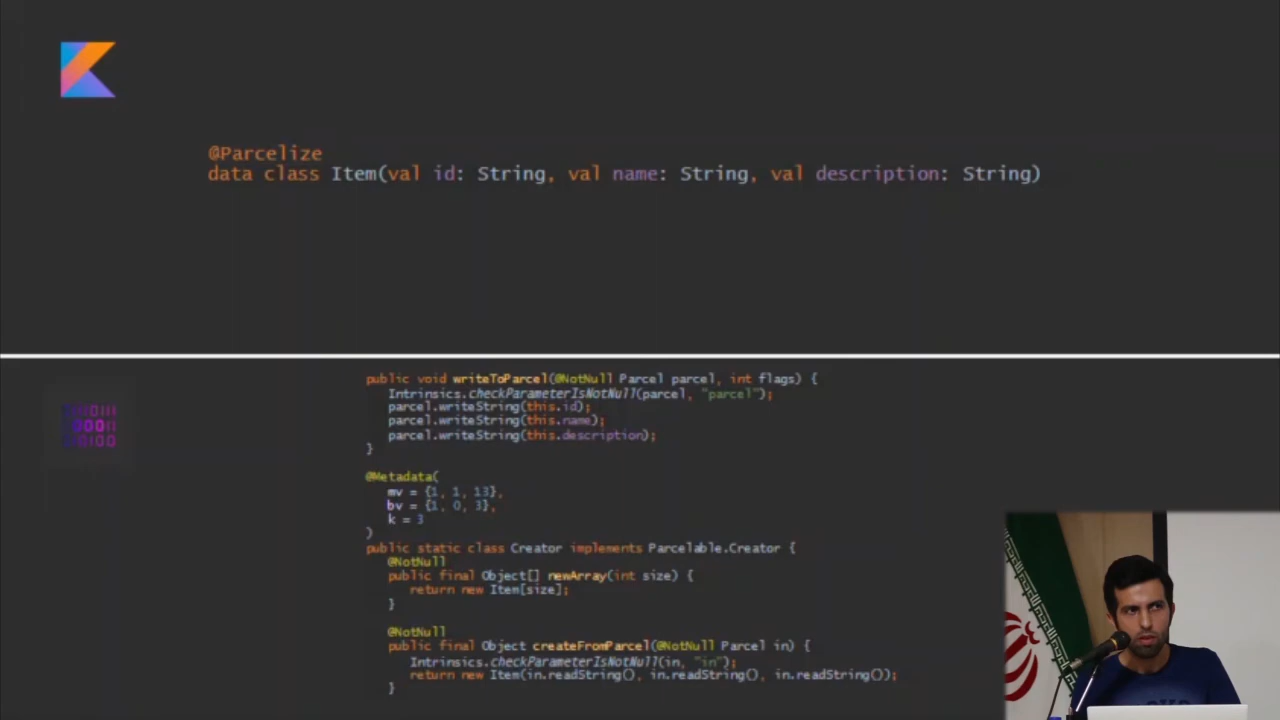 @Parcelize
data class Item(val id: String, val name: String, val description: String)
public void writeToParcel(@NotNull Parcel parcel, int flags) {
Intrinsics.checkParameterIsNotNull(parcel, "parcel");
parcel.writeString(this.id);
parcel.writeString(this.name);
parcel.writeString(this.description);
}
@Metadata(
mv = {1, 1, 13},
bv = {1, 0, 3},
k = 3
)
public static class Creator implements Parcelable.Creator {
@NotNull
public final Object[] newArray(int size) {
return new Item[size];
}
@NotNull
public final Object createFromParcel(@NotNull Parcel in) {
Intrinsics.checkParameterIsNotNull(in, "in");
return new Item(in.readString(), in.readString(), in.readString());
}